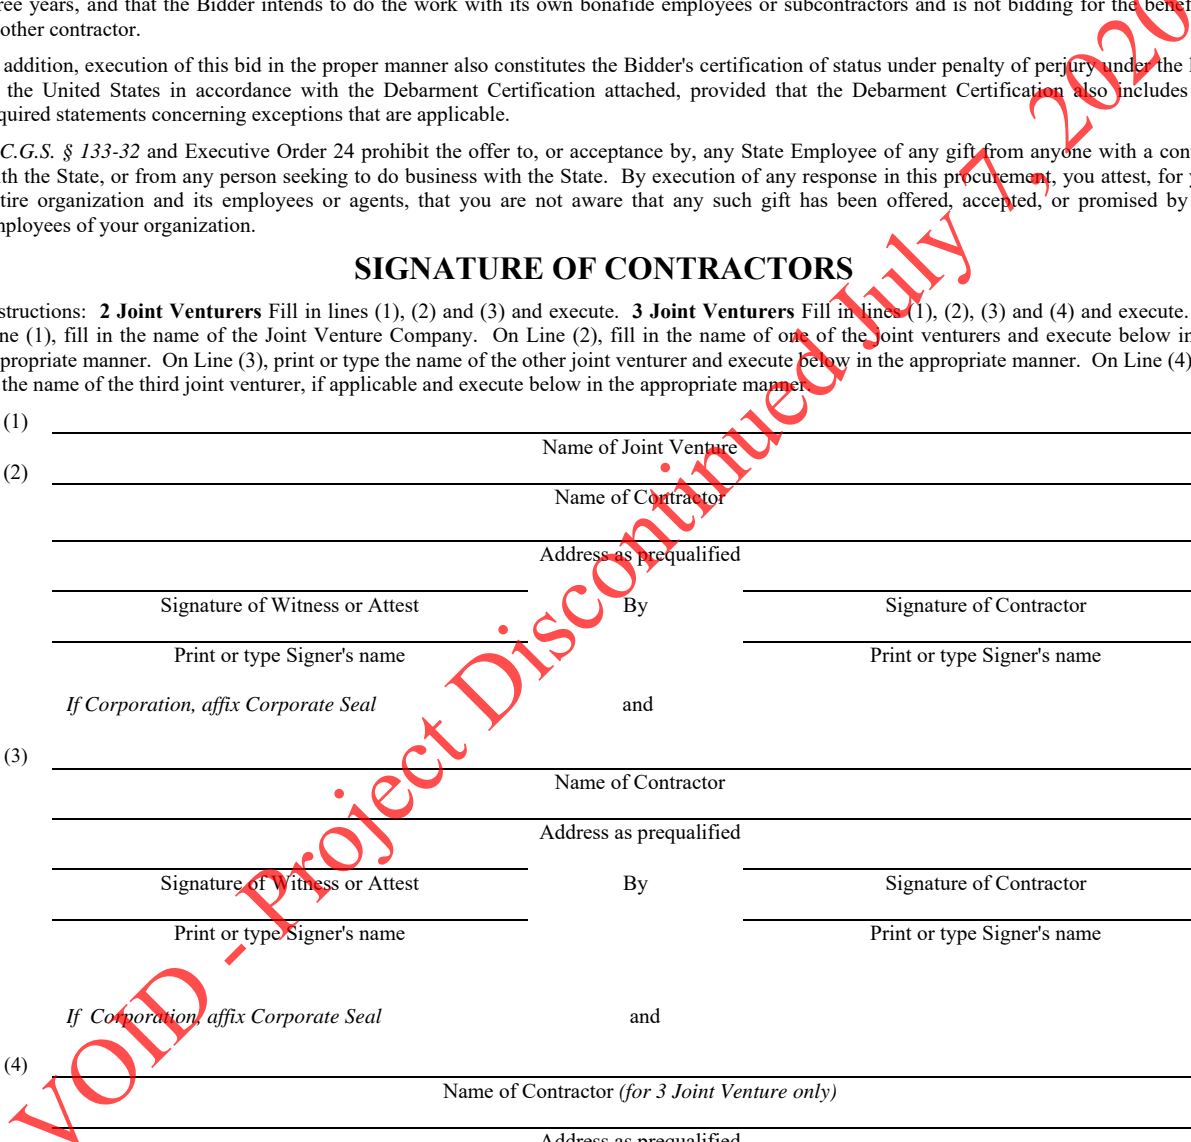 ree years, and that the Bidder intends to do the work with its own bonafide employees or subcontractors and is not bidding for the benef
other contractor.
addition, execution of this bid in the proper manner also constitutes the Bidder's certification of status under penalty of perjury under the l
the United States in accordance with the Debarment Certification attached, provided that the Debarment Certification also includes
quired statements concerning exceptions that are applicable.
C.G.S. § 133-32 and Executive Order 24 prohibit the offer to, or acceptance by, any State Employee of any gift from anyone with a con
ith the State, or from any person seeking to do business with the State. By execution of any response in this procurement, you attest, for y
tire organization and its employees or agents, that you are not aware that any such gift has been offered, accepted, or promised by
mployees of your organization.
SIGNATURE OF CONTRACTORS
structions: 2 Joint Venturers Fill in lines (1), (2) and (3) and execute. 3 Joint Venturers Fill in lines (1), (2), (3) and (4) and execute.
ne (1), fill in the name of the Joint Venture Company. On Line (2), fill in the name of one of the joint venturers and execute below in
propriate manner. On Line (3), print or type the name of the other joint venturer and execute below in the appropriate manner. On Line (4)
the name of the third joint venturer, if applicable and execute below in the appropriate manner.
(1)
Name of Joint Venture
(2)
Name of Contractor
Address as prequalified
Signature of Witness or Attest By Signature of Contractor
Print or type Signer's name Print or type Signer's name
If Corporation, affix Corporate Seal and
(3)
Name of Contractor
Address as prequalified
Signature of Witness or Attest By Signature of Contractor
Print or type Signer's name Print or type Signer's name
If Corporation, affix Corporate Seal and
(4)
Name of Contractor (for 3 Joint Venture only)
Address as prequalified
VOID - Project Discontinued July 7, 2020